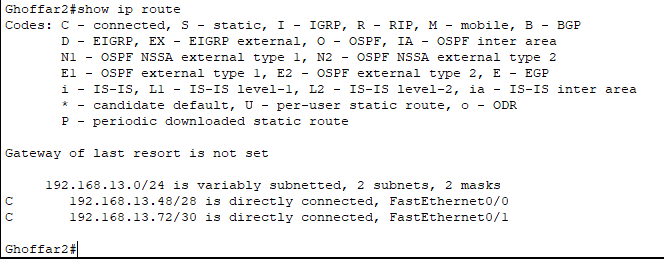 Ghoffar2#show ip route
Codes: C - connected, S - static, I - IGRP, R - RIP, M - mobile, B - BGP
       D - EIGRP, EX - EIGRP external, O - OSPF, IA - OSPF inter area
       N1 - OSPF NSSA external type 1, N2 - OSPF NSSA external type 2
       E1 - OSPF external type 1, E2 - OSPF external type 2, E - EGP
       i - IS-IS, L1 - IS-IS level-1, L2 - IS-IS level-2, ia - IS-IS inter area
       * - candidate default, U - per-user static route, o - ODR
       P - periodic downloaded static route

Gateway of last resort is not set

     192.168.13.0/24 is variably subnetted, 2 subnets, 2 masks
C       192.168.13.48/28 is directly connected, FastEthernet0/0
C       192.168.13.72/30 is directly connected, FastEthernet0/1

Ghoffar2#